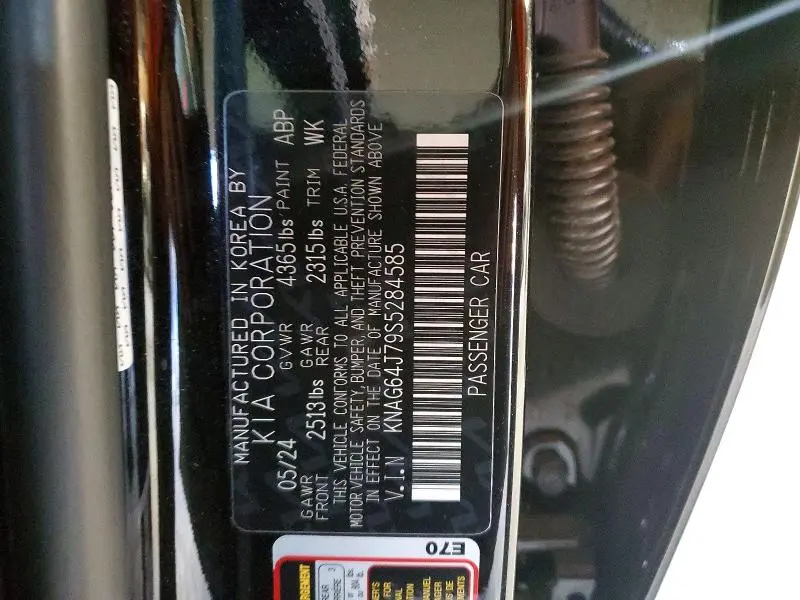 MANUFACTURED IN KOREA BY
KIA CORPORATION
05/24 GVWR 4365lbs PAINT ABP
GAWR FRONT 2513lbs GAWR REAR 2315lbs TRIM WK
THIS VEHICLE CONFORMS TO ALL APPLICABLE U.S.A. FEDERAL
MOTOR VEHICLE SAFETY, BUMPER, AND THEFT PREVENTION STANDARDS
IN EFFECT ON THE DATE OF MANUFACTURE SHOWN ABOVE
V.I.N KNAG64J79S5284585
PASSENGER CAR
E70